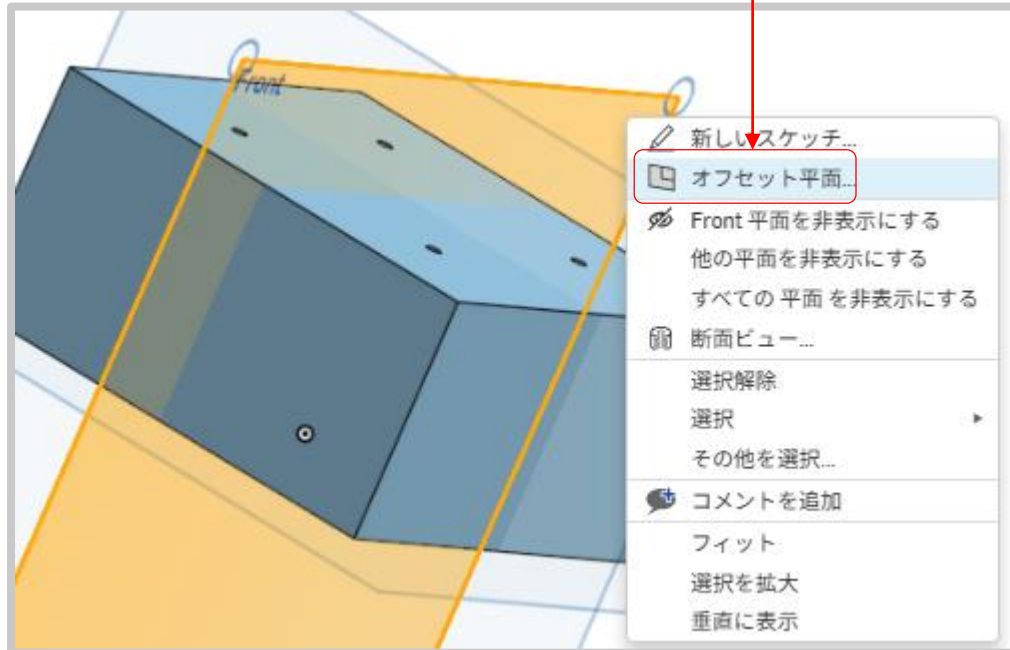 Front
新しいスケッチ...
オフセット平面...
Front 平面を非表示にする
他の平面を非表示にする
すべての 平面 を非表示にする
断面ビュー...
選択解除
選択
その他を選択...
コメントを追加
フィット
選択を拡大
垂直に表示